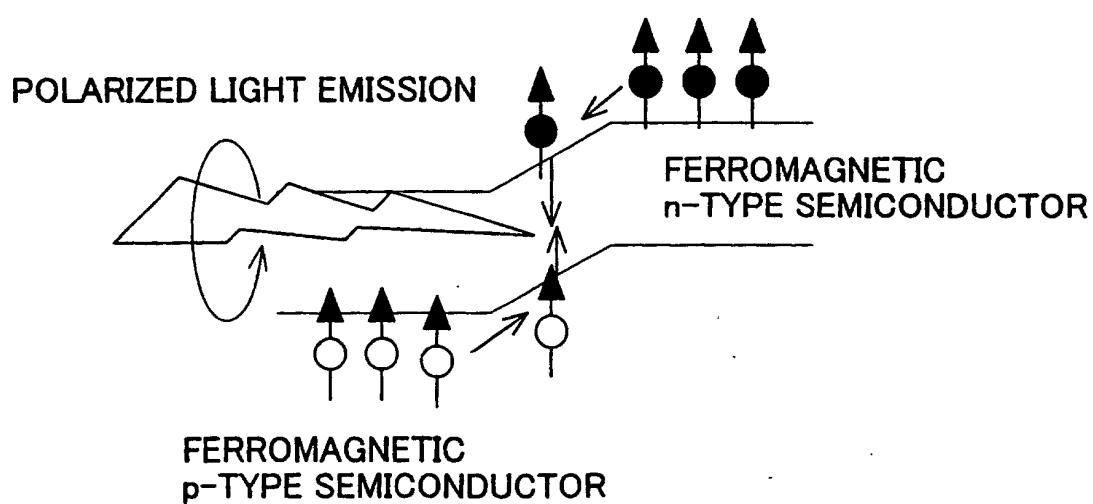 POLARIZED LIGHT EMISSION
FERROMAGNETIC
n-TYPE SEMICONDUCTOR
FERROMAGNETIC
p-TYPE SEMICONDUCTOR